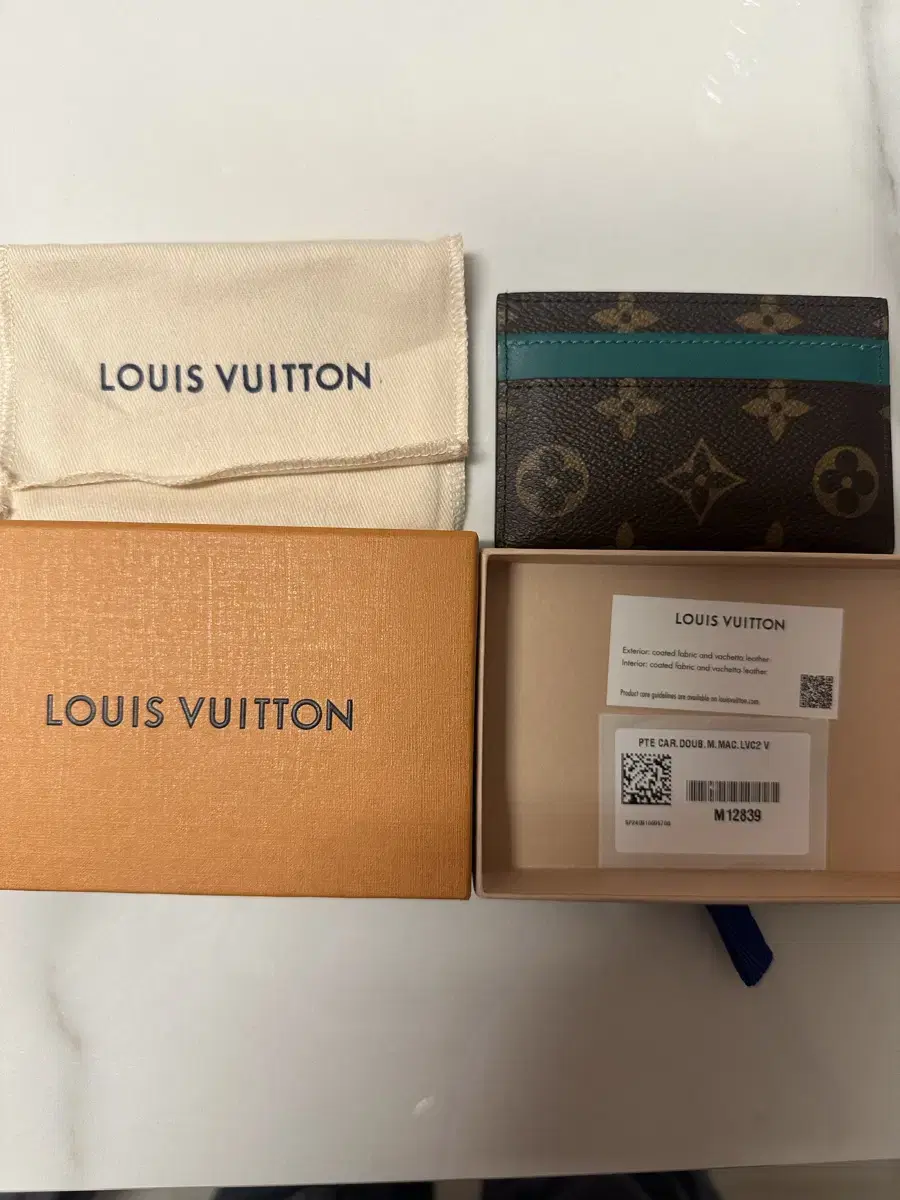 LOUIS VUITTON
LOUIS VUITTON
LOUIS VUITTON
Exterior: coated fabric and vachetta leather.
Interior: coated fabric and vachetta leather.
Product care guidelines are available on louisvuitton.com
PTE CAR.DOUB.M.MAC.LVC2 V
M12839